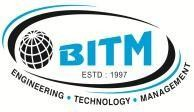 BITM
ESTD : 1997
ENGINEERING • TECHNOLOGY • MANAGEMENT